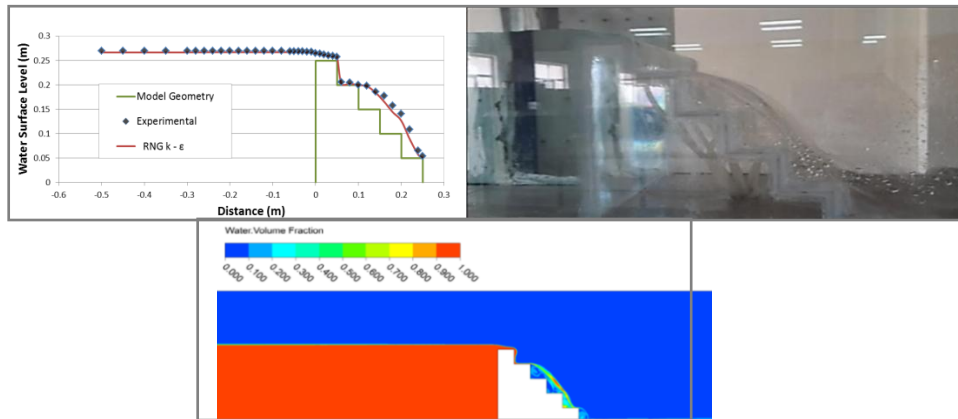 Water Surface Level (m)
0.3
0.25
0.2
0.15
0.1
0.05
0
Model Geometry
Experimental
RNG k - ε
-0.6 -0.5 -0.4 -0.3 -0.2 -0.1 0 0.1 0.2 0.3
Distance (m)
Water.Volume Fraction
0.000 0.100 0.200 0.300 0.400 0.500 0.600 0.700 0.800 0.900 1.000